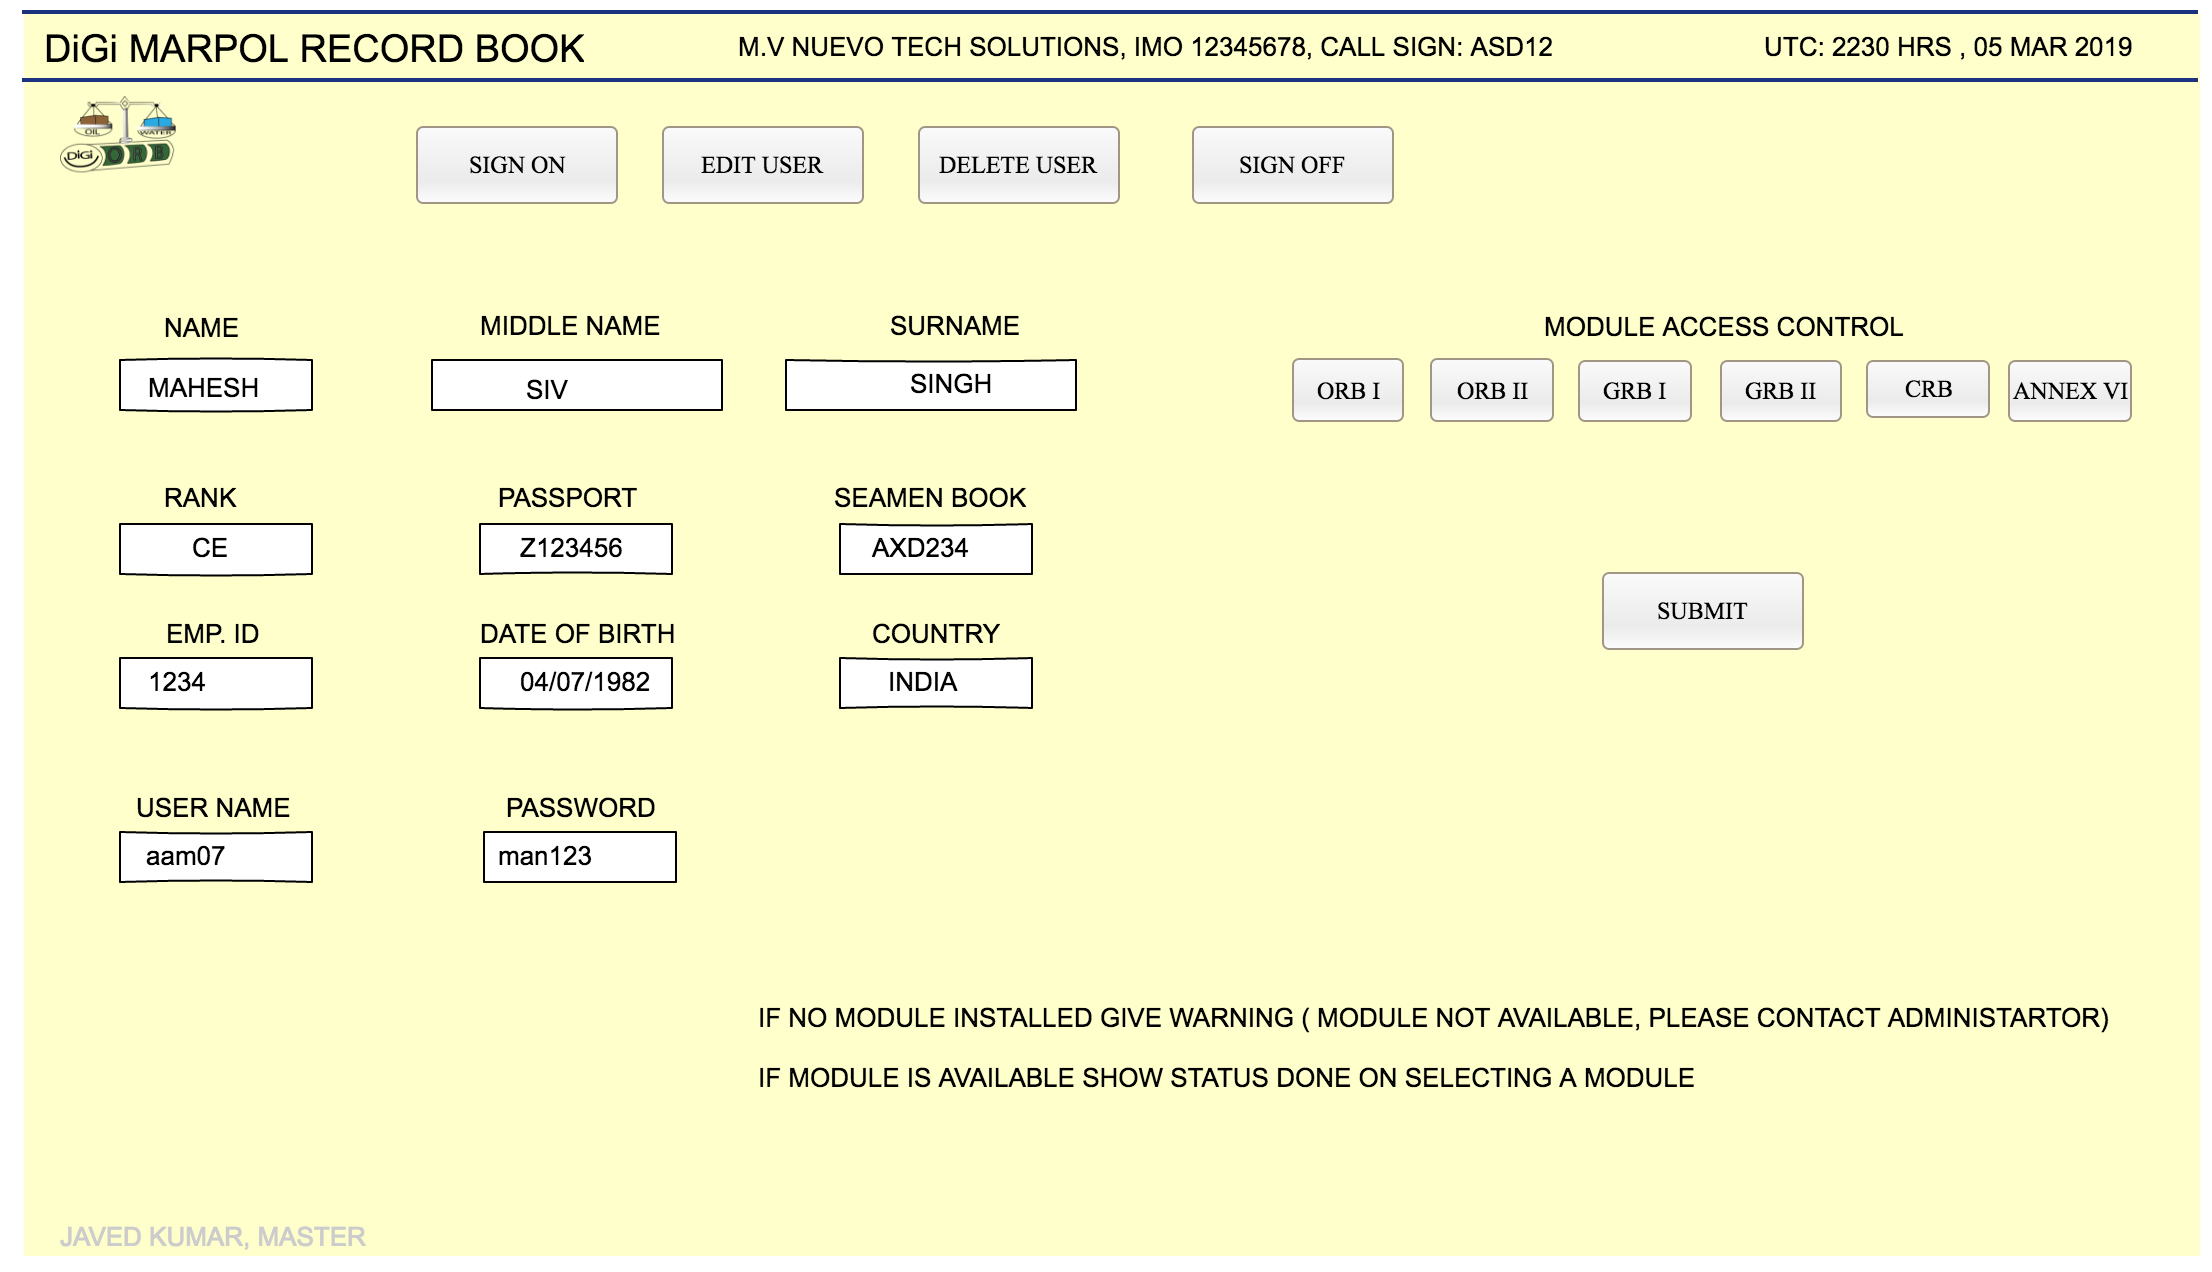 DiGi MARPOL RECORD BOOK
M.V NUEVO TECH SOLUTIONS, IMO 12345678, CALL SIGN: ASD12
UTC: 2230 HRS , 05 MAR 2019
OIL
WATER
DiGi ORB
SIGN ON
EDIT USER
DELETE USER
SIGN OFF
NAME
MIDDLE NAME
SURNAME
MODULE ACCESS CONTROL
MAHESH
SIV
SINGH
ORB I
ORB II
GRB I
GRB II
CRB
ANNEX VI
RANK
PASSPORT
SEAMEN BOOK
CE
Z123456
AXD234
SUBMIT
EMP. ID
DATE OF BIRTH
COUNTRY
1234
04/07/1982
INDIA
USER NAME
PASSWORD
aam07
man123
IF NO MODULE INSTALLED GIVE WARNING ( MODULE NOT AVAILABLE, PLEASE CONTACT ADMINISTARTOR)
IF MODULE IS AVAILABLE SHOW STATUS DONE ON SELECTING A MODULE
JAVED KUMAR, MASTER